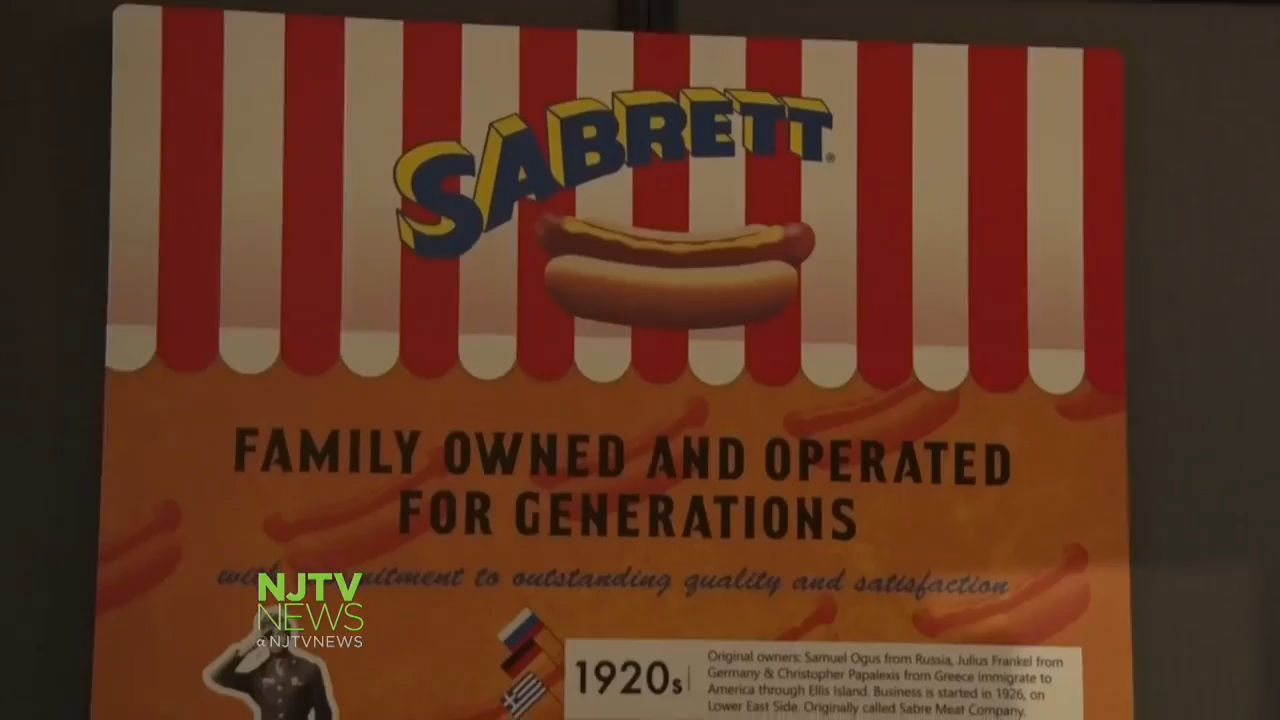 SABRETT®
FAMILY OWNED AND OPERATED
FOR GENERATIONS
to outstanding quality and satisfaction
NJTV
NEWS
@NJTVNEWS
1920s
Original owners: Samuel Ogus from Russia, Julius Frankel from
Germany & Christopher Papalexis from Greece immigrate to
America through Ellis Island. Business is started in 1926, on
Lower East Side. Originally called Sabre Meat Company.